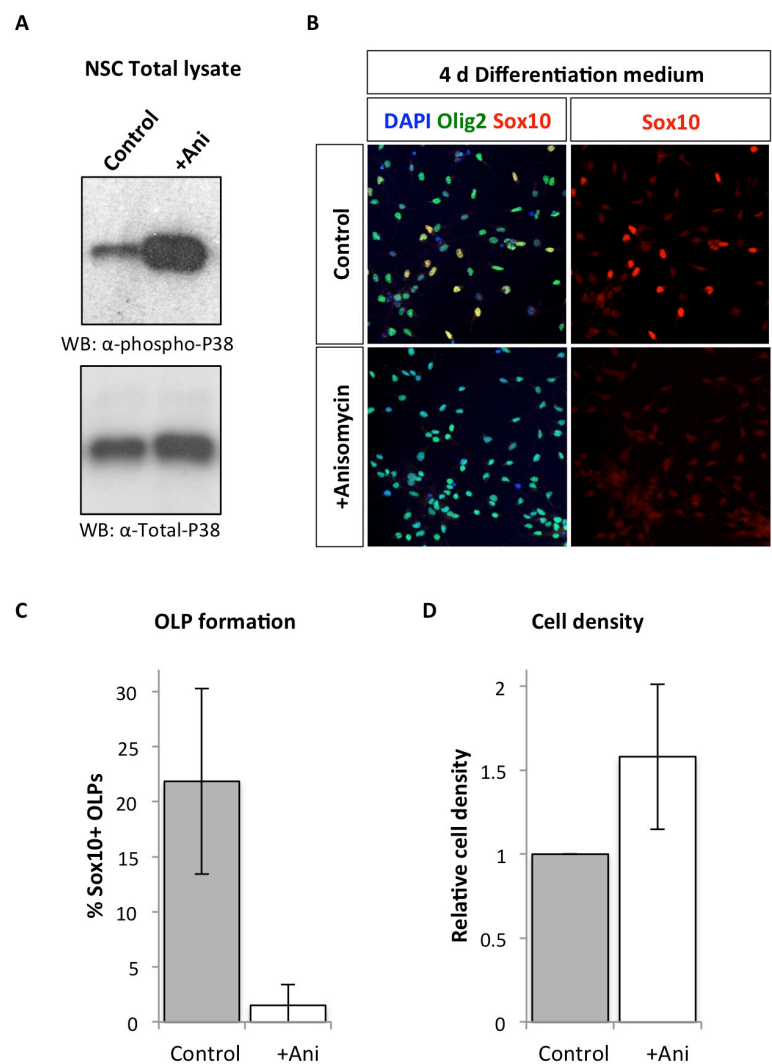 A
NSC Total lysate
Control
+Ani
WB: α-phospho-P38
WB: α-Total-P38
B
4 d Differentiation medium
DAPI Olig2 Sox10
Sox10
Control
+Anisomycin
C
OLP formation
% Sox10+ OLPs
30
25
20
15
10
5
0
Control +Ani
D
Cell density
Relative cell density
2
1.5
1
0.5
0
Control +Ani